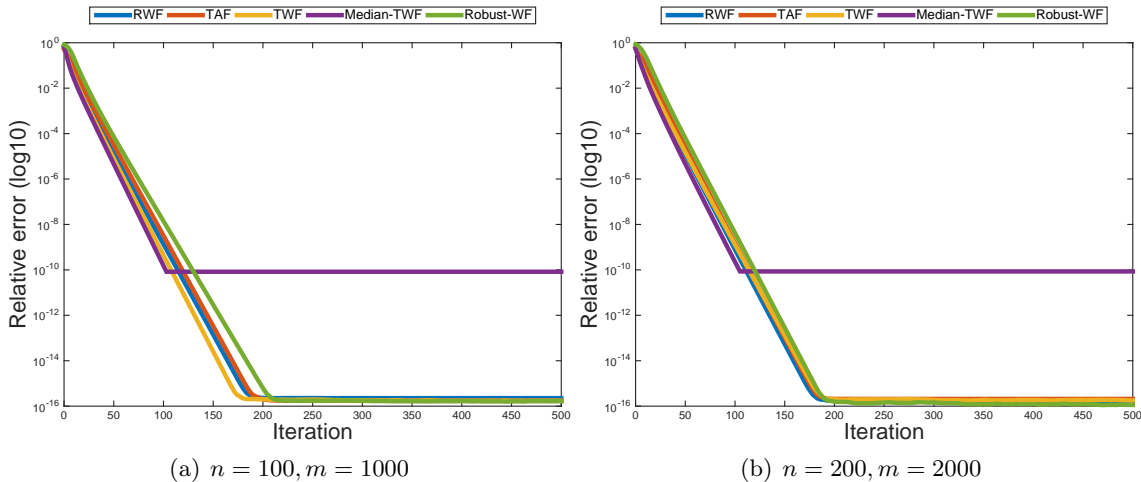 RWF TAF TWF Median-TWF Robust-WF
10^0
10^-2
10^-4
10^-6
10^-8
10^-10
10^-12
10^-14
10^-16
Relative error (log10)
0 50 100 150 200 250 300 350 400 450 500
Iteration
(a) n = 100, m = 1000
RWF TAF TWF Median-TWF Robust-WF
10^0
10^-2
10^-4
10^-6
10^-8
10^-10
10^-12
10^-14
10^-16
Relative error (log10)
0 50 100 150 200 250 300 350 400 450 500
Iteration
(b) n = 200, m = 2000